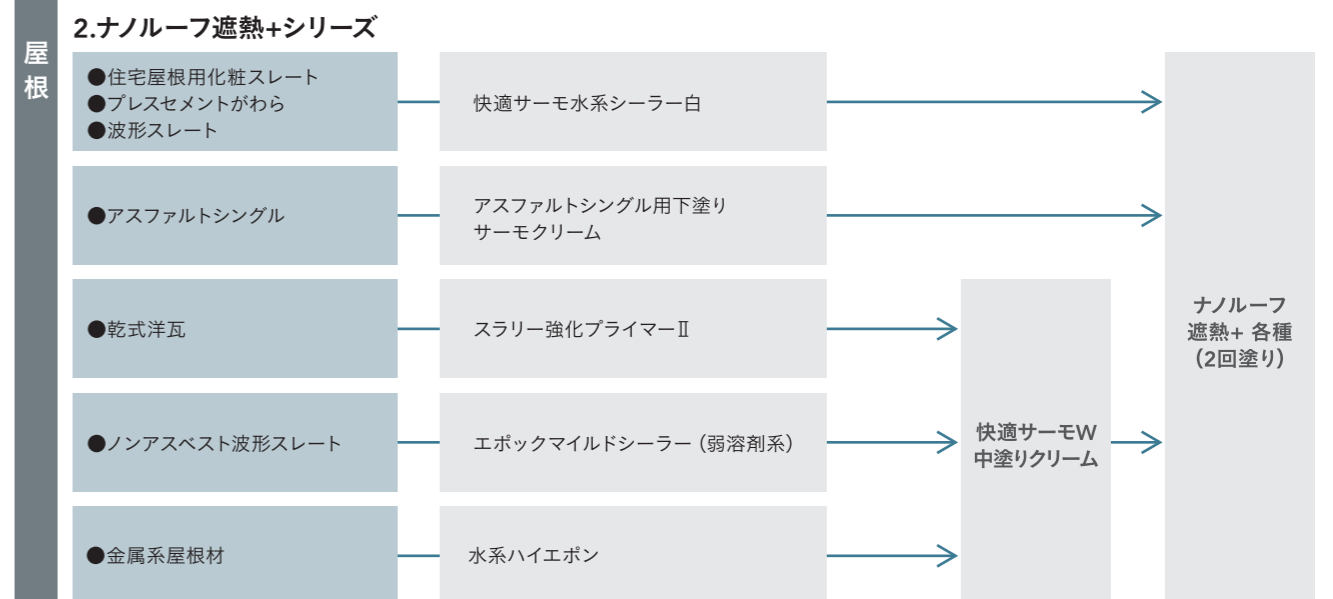 屋根
2.ナノルーフ遮熱+シリーズ
●住宅屋根用化粧スレート
●プレスセメントがわら
●波形スレート
快適サーモ水系シーラー白
●アスファルトシングル
アスファルトシングル用下塗り
サーモクリーム
●乾式洋瓦
スラリー強化プライマーⅡ
●ノンアスベスト波形スレート
エポックマイルドシーラー（弱溶剤系）
●金属系屋根材
水系ハイエポン
快適サーモW
中塗りクリーム
ナノルーフ
遮熱+ 各種
（2回塗り）